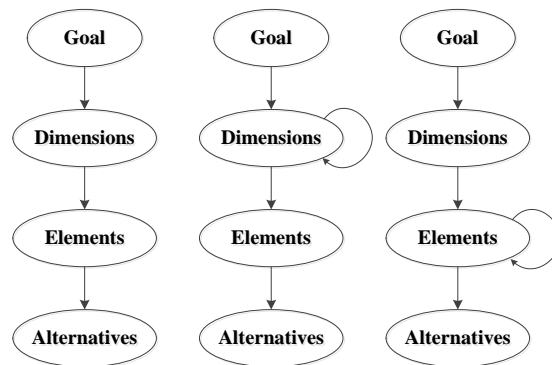 Goal
Goal
Goal
Dimensions
Dimensions
Dimensions
Elements
Elements
Elements
Alternatives
Alternatives
Alternatives